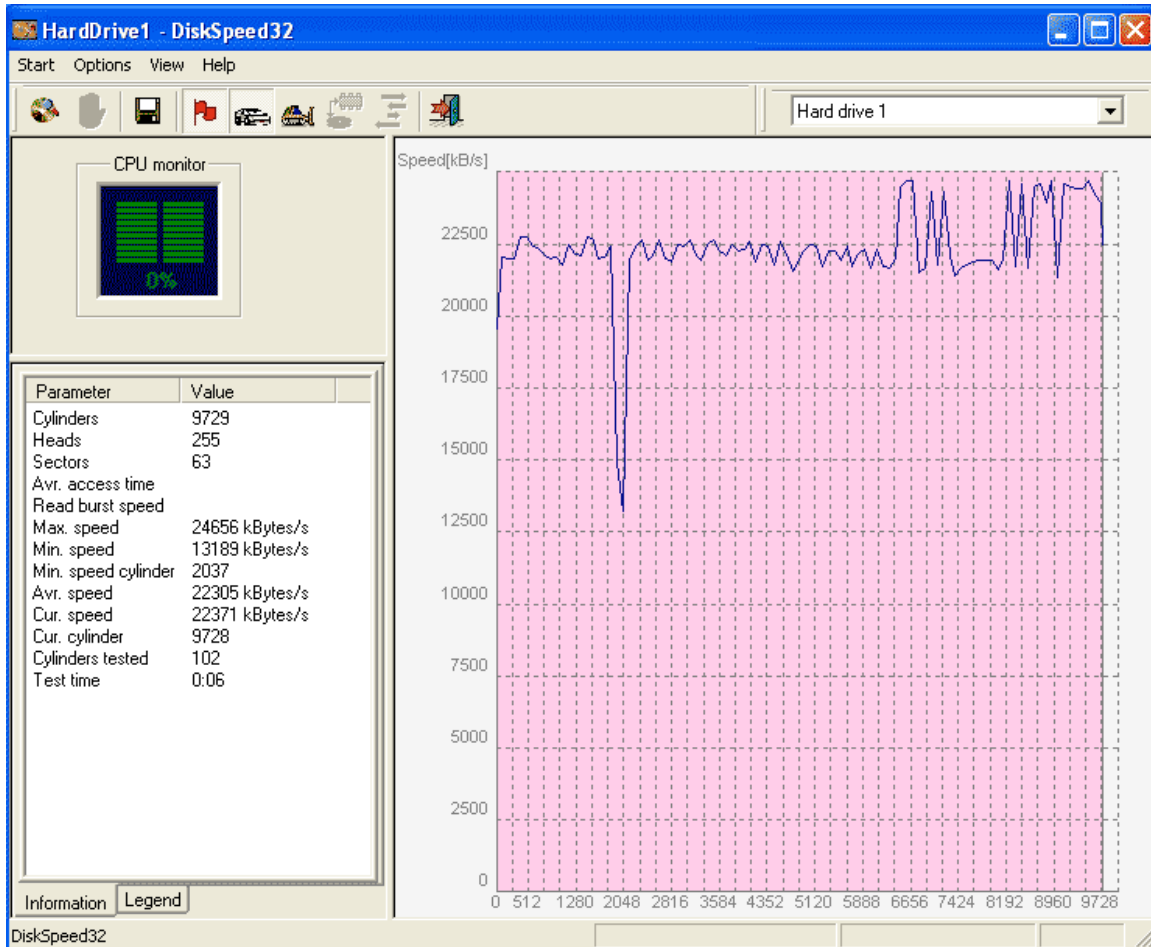 HardDrive1 - DiskSpeed32
Start Options View Help
Hard drive 1
CPU monitor
0%
Parameter Value
Cylinders 9729
Heads 255
Sectors 63
Avr. access time
Read burst speed
Max. speed 24656 kBytes/s
Min. speed 13189 kBytes/s
Min. speed cylinder 2037
Avr. speed 22305 kBytes/s
Cur. speed 22371 kBytes/s
Cur. cylinder 9728
Cylinders tested 102
Test time 0:06
Information Legend
Speed[kB/s]
22500
20000
17500
15000
12500
10000
7500
5000
2500
0
0 512 1280 2048 2816 3584 4352 5120 5888 6656 7424 8192 8960 9728
DiskSpeed32